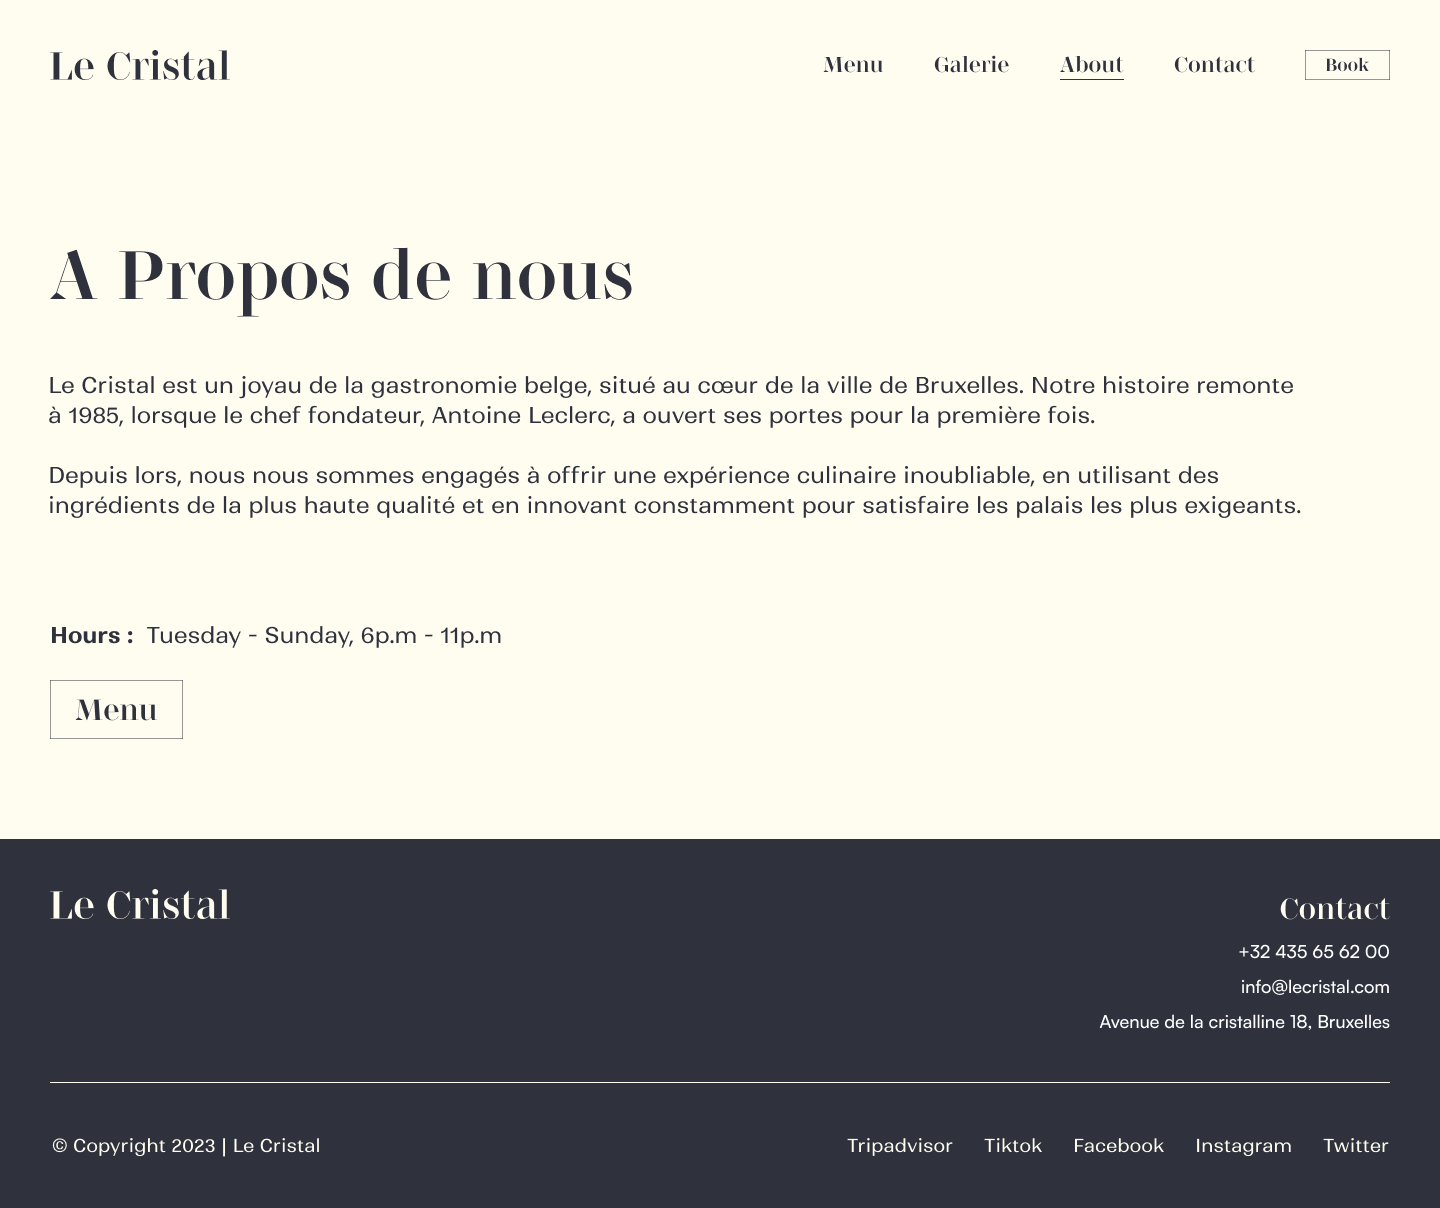 Le Cristal
Menu
Galerie
About
Contact
Book
A Propos de nous
Le Cristal est un joyau de la gastronomie belge, situé au cœur de la ville de Bruxelles. Notre histoire remonte
à 1985, lorsque le chef fondateur, Antoine Leclerc, a ouvert ses portes pour la première fois.
Depuis lors, nous nous sommes engagés à offrir une expérience culinaire inoubliable, en utilisant des
ingrédients de la plus haute qualité et en innovant constamment pour satisfaire les palais les plus exigeants.
Hours : Tuesday - Sunday, 6p.m - 11p.m
Menu
Le Cristal
Contact
+32 435 65 62 00
info@lecristal.com
Avenue de la cristalline 18, Bruxelles
© Copyright 2023 | Le Cristal
Tripadvisor
Tiktok
Facebook
Instagram
Twitter